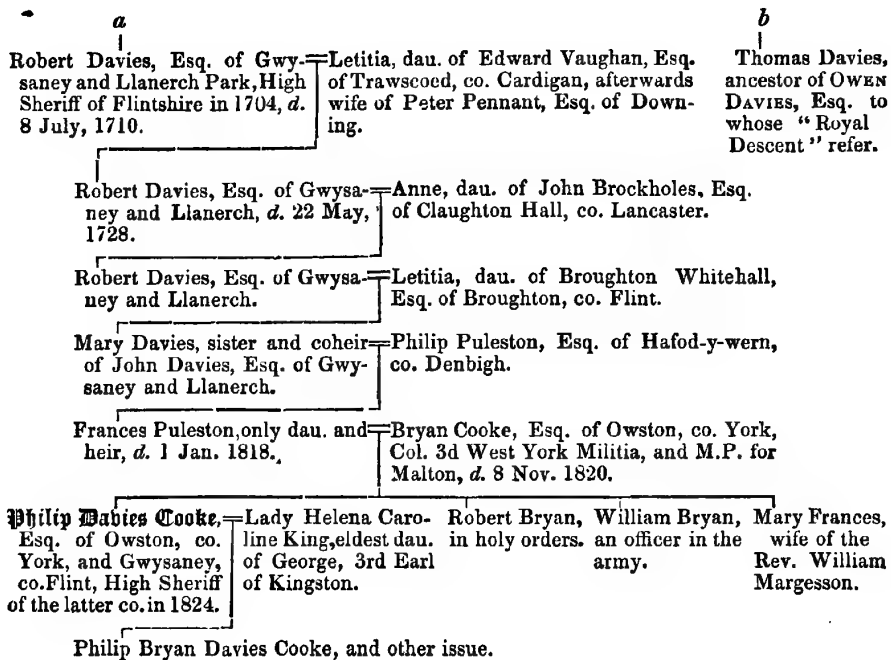 a
b
Robert Davies, Esq. of Gwy-
saney and Llanerch Park, High
Sheriff of Flintshire in 1704, d.
8 July, 1710.
Letitia, dau. of Edward Vaughan, Esq.
of Trawscoed, co. Cardigan, afterwards
wife of Peter Pennant, Esq. of Down-
ing.
Thomas Davies,
ancestor of OWEN
DAVIES, Esq. to
whose “Royal
Descent” refer.
Robert Davies, Esq. of Gwysa-
ney and Llanerch, d. 22 May,
1728.
Anne, dau. of John Brockholes, Esq.
of Claughton Hall, co. Lancaster.
Robert Davies, Esq. of Gwysa-
ney and Llanerch.
Letitia, dau. of Broughton Whitehall,
Esq. of Broughton, co. Flint.
Mary Davies, sister and coheir
of John Davies, Esq. of Gwy-
saney and Llanerch.
Philip Puleston, Esq. of Hafod-y-wern,
co. Denbigh.
Frances Puleston, only dau. and
heir, d. 1 Jan. 1818.
Bryan Cooke, Esq. of Owston, co. York,
Col. 3d West York Militia, and M.P. for
Malton, d. 8 Nov. 1820.
Philip Davies Cooke,
Esq. of Owston, co.
York, and Gwysaney,
co. Flint, High Sheriff
of the latter co. in 1824.
Lady Helena Caro-
line King, eldest dau.
of George, 3rd Earl
of Kingston.
Robert Bryan,
in holy orders.
William Bryan,
an officer in the
army.
Mary Frances,
wife of the
Rev. William
Margesson.
Philip Bryan Davies Cooke, and other issue.